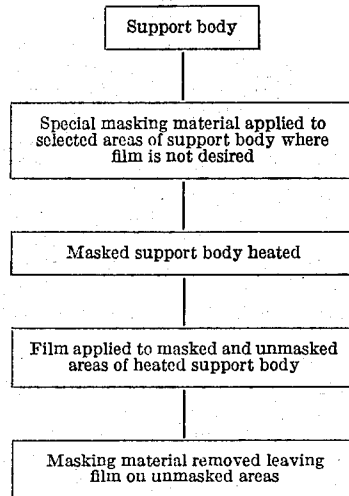 Support body
Special masking material applied to
selected areas of support body where
film is not desired
Masked support body heated
Film applied to masked and unmasked
areas of heated support body
Masking material removed leaving
film on unmasked areas